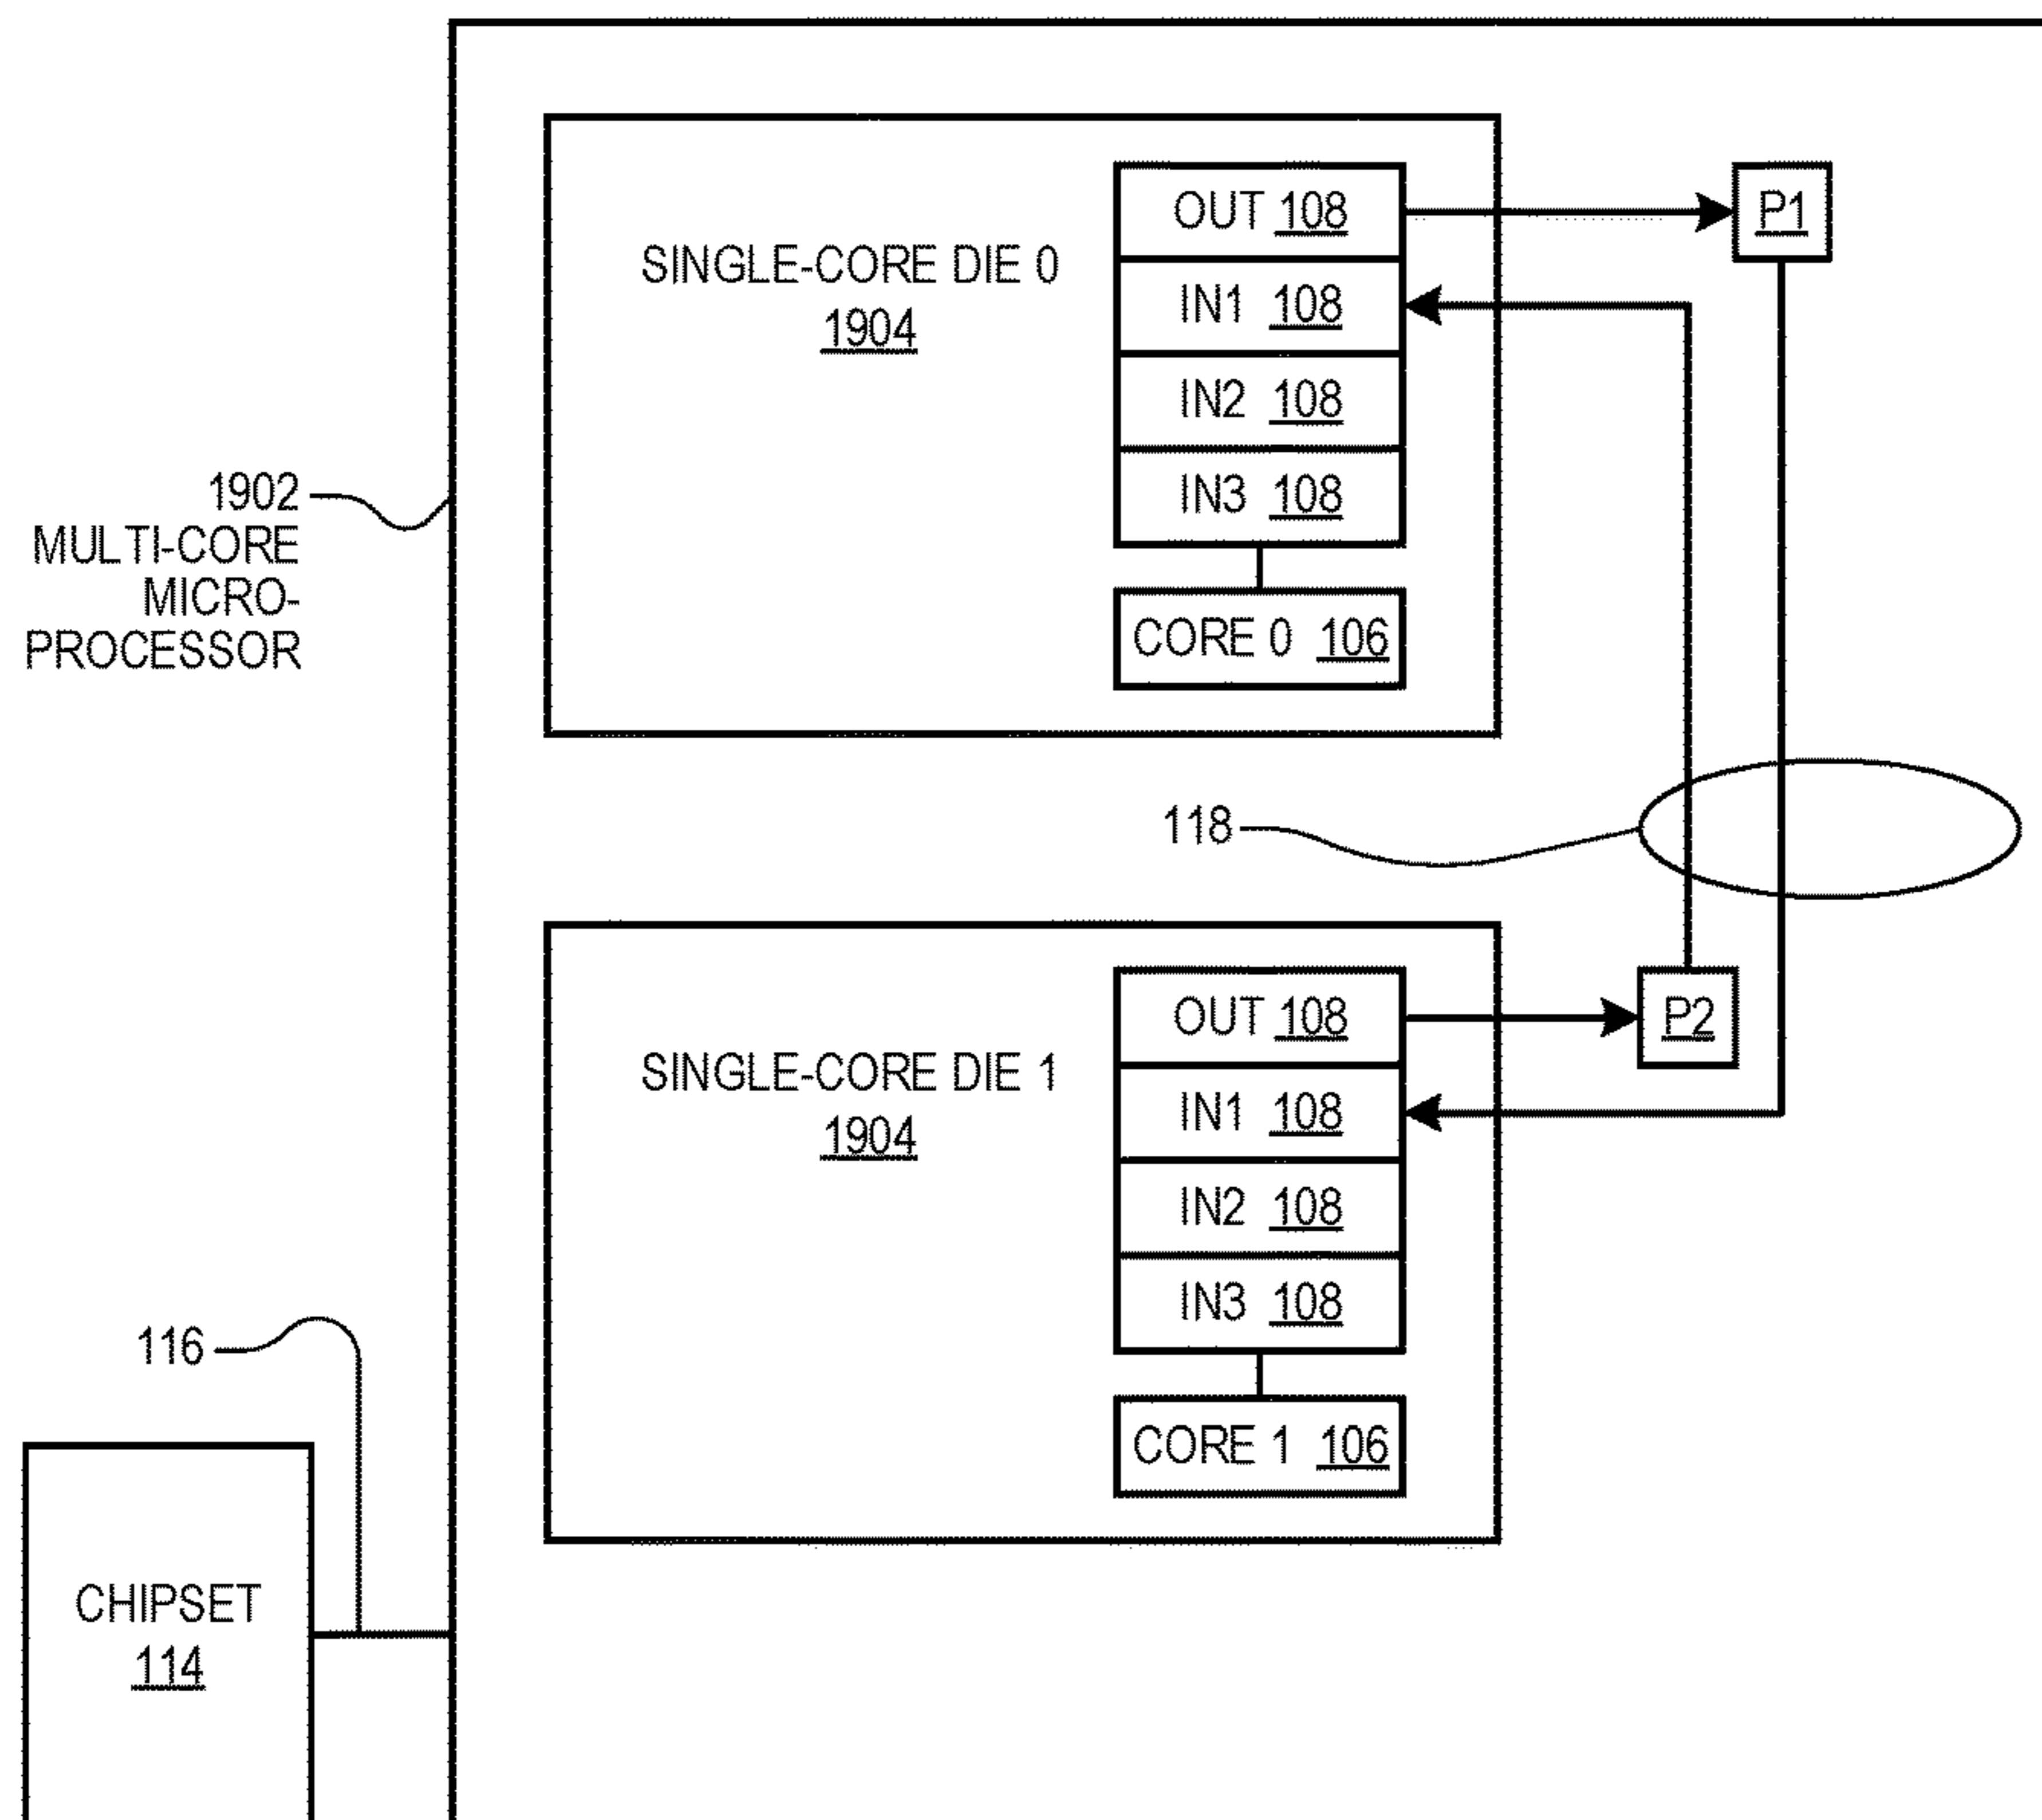 OUT 108
P1
SINGLE-CORE DIE 0
1904
IN1 108
IN2 108
IN3 108
1902
MULTI-CORE
MICRO-
PROCESSOR
CORE 0 106
118
OUT 108
P2
SINGLE-CORE DIE 1
1904
IN1 108
IN2 108
IN3 108
116
CORE 1 106
CHIPSET
114